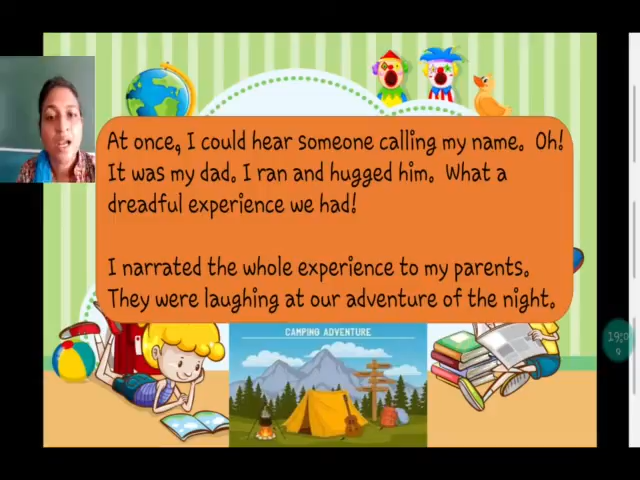 At once, I could hear someone calling my name. Oh!
It was my dad. I ran and hugged him. What a
dreadful experience we had!
I narrated the whole experience to my parents.
They were laughing at our adventure of the night.
CAMPING ADVENTURE